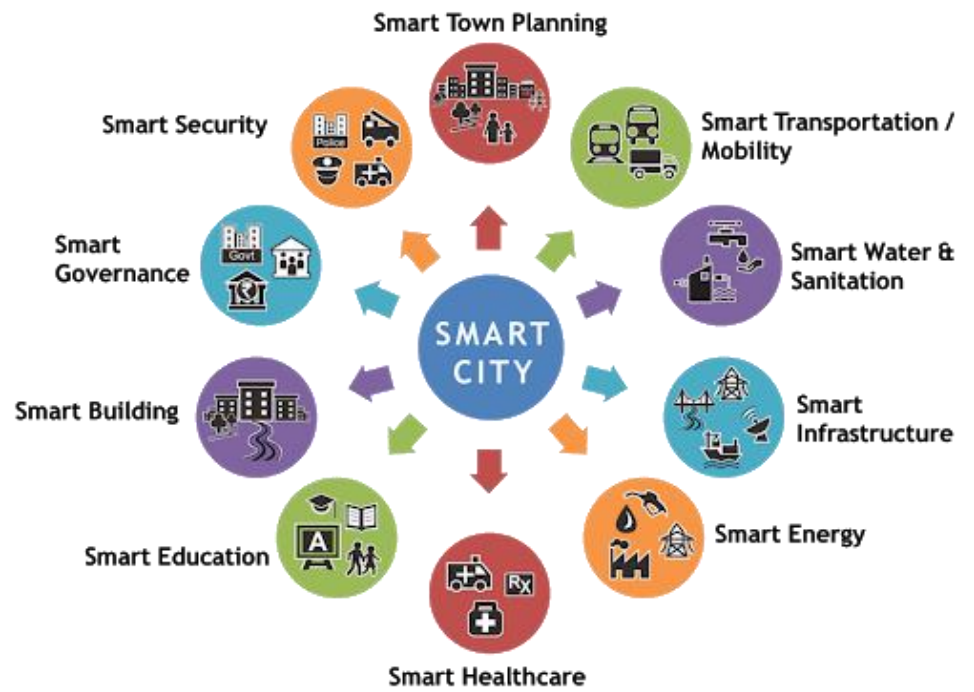 Smart Town Planning
Smart Security
Police
Smart Transportation /
Mobility
Smart
Governance
Govt
₹
Smart Water &
Sanitation
SMART
CITY
Smart Building
Smart
Infrastructure
Smart Education
A
Smart Energy
Rx
Smart Healthcare